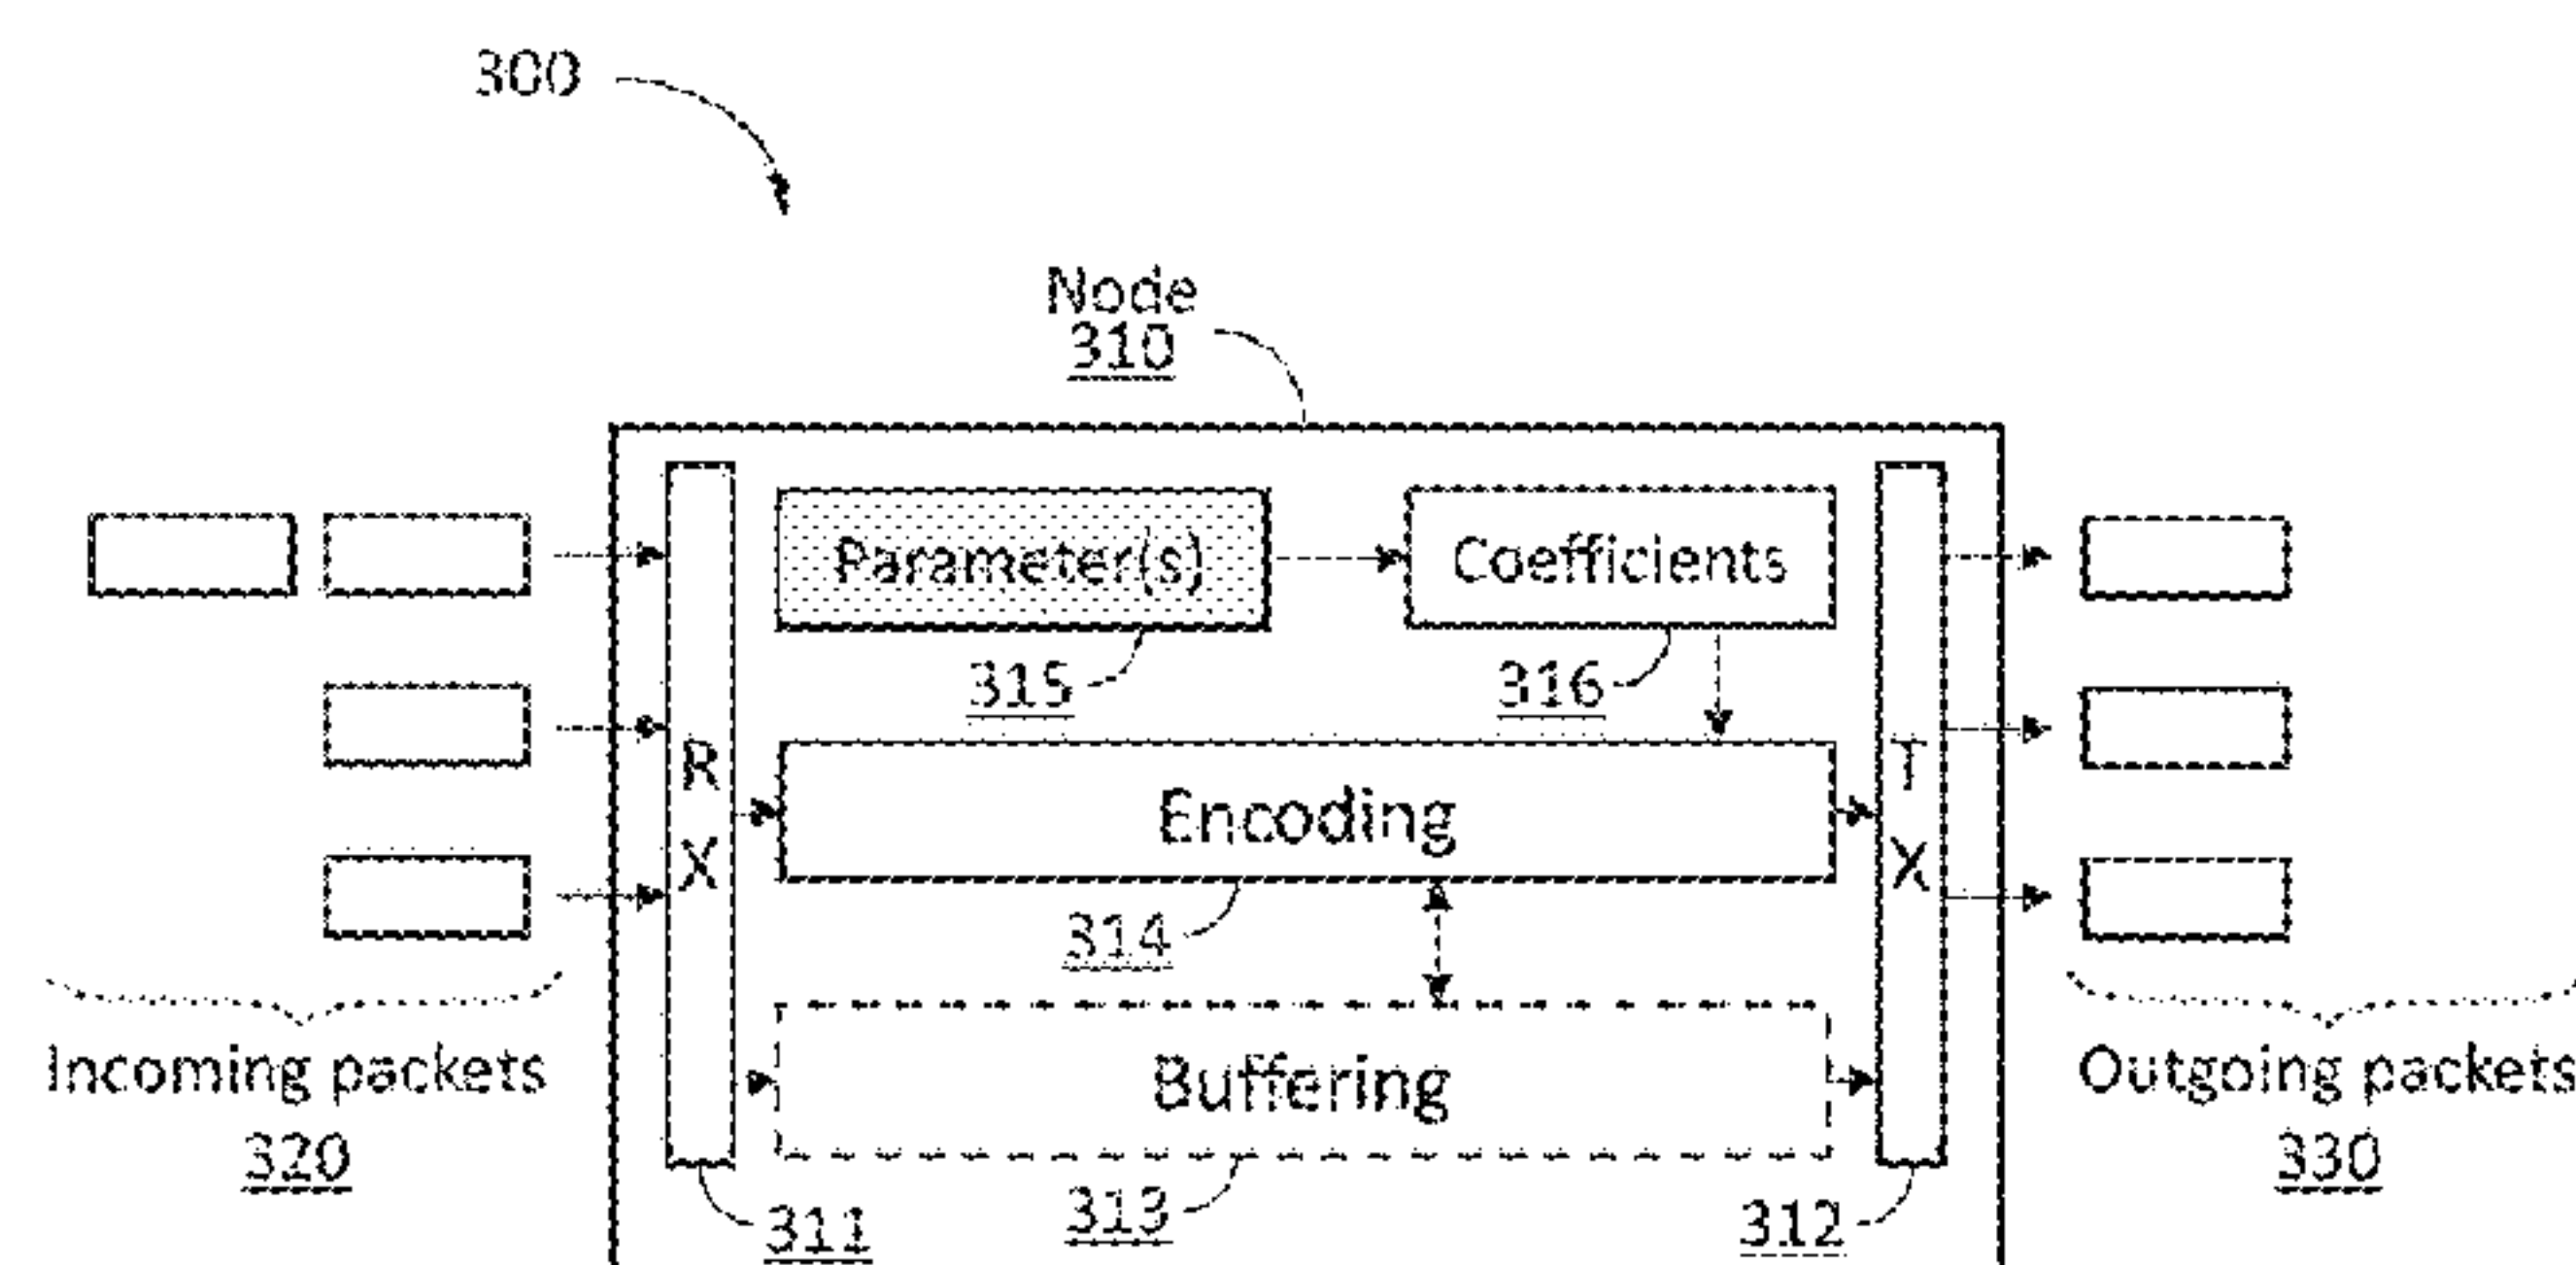 300
Node
310
Parameter(s)
Coefficients
315
316
R
X
Encoding
T
X
314
Buffering
Incoming packets
320
Outgoing packets
330
311
313
312